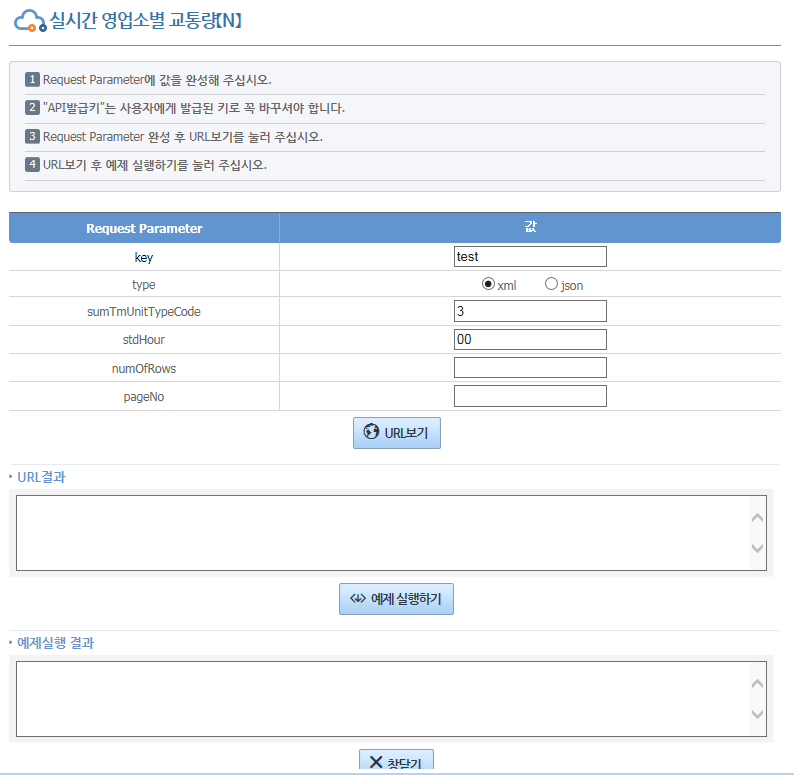 실시간 영업소별 교통량[N]
1 Request Parameter에 값을 완성해 주십시오.
2 "API발급키"는 사용자에게 발급된 키로 꼭 바꾸셔야 합니다.
3 Request Parameter 완성 후 URL보기를 눌러 주십시오.
4 URL보기 후 예제 실행하기를 눌러 주십시오.
Request Parameter 값
key test
type xml json
sumTmUnitTypeCode 3
stdHour 00
numOfRows
pageNo
URL보기
URL결과
예제 실행하기
예제실행 결과
창닫기